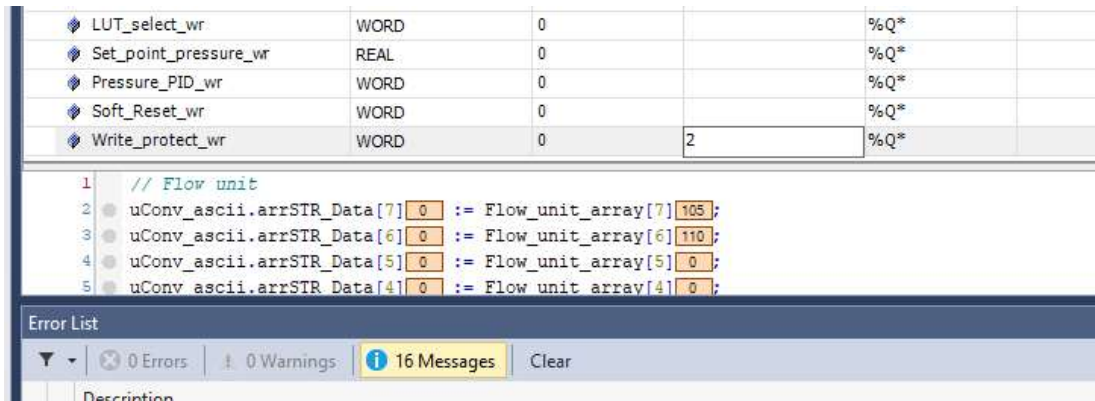 LUT_select_wr WORD 0 %Q*
Set_point_pressure_wr REAL 0 %Q*
Pressure_PID_wr WORD 0 %Q*
Soft_Reset_wr WORD 0 %Q*
Write_protect_wr WORD 0 2 %Q*
1 // Flow unit
2 uConv_ascii.arrSTR_Data[7] 0 := Flow_unit_array[7] 105 ;
3 uConv_ascii.arrSTR_Data[6] 0 := Flow_unit_array[6] 110 ;
4 uConv_ascii.arrSTR_Data[5] 0 := Flow_unit_array[5] 0 ;
5 uConv_ascii.arrSTR_Data[4] 0 := Flow_unit_array[4] 0 ;
Error List
0 Errors 0 Warnings 16 Messages Clear
Description